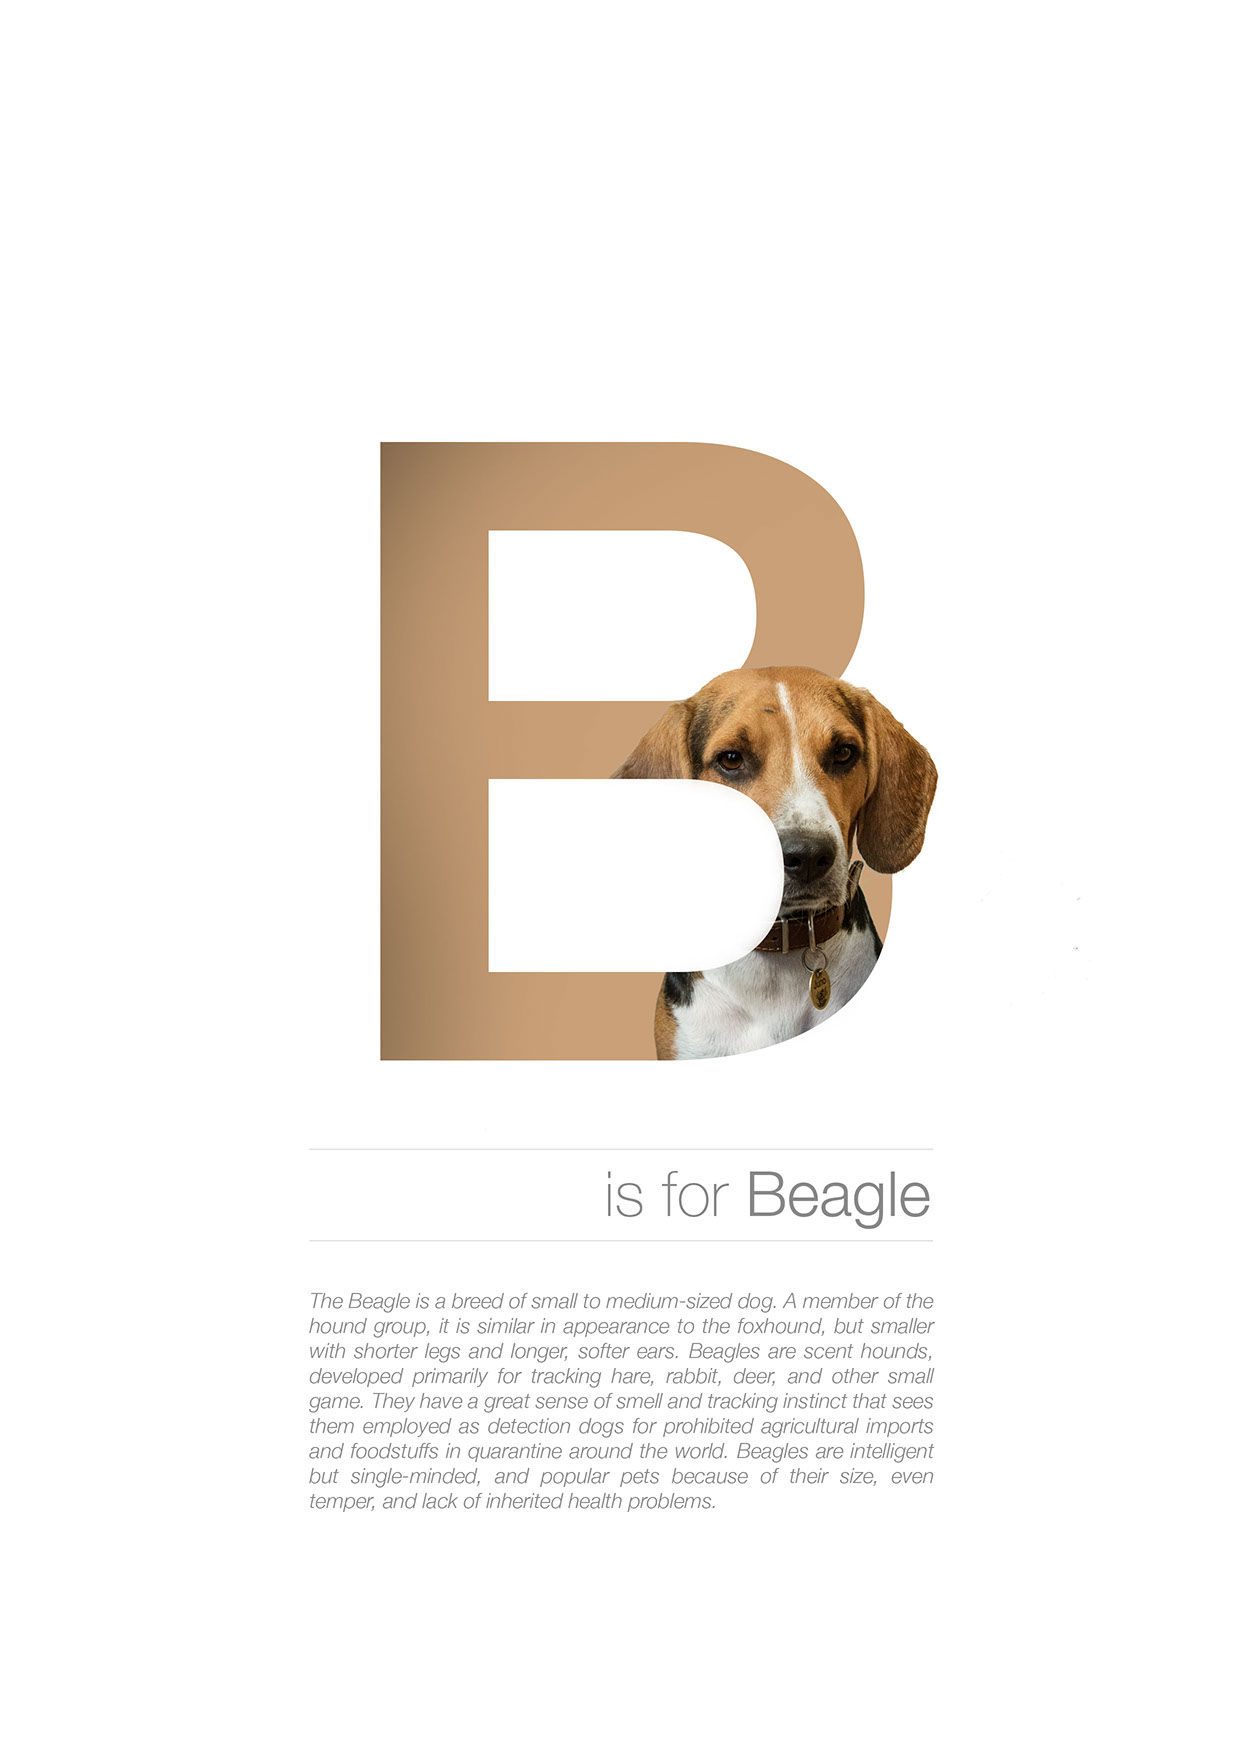 B
is for Beagle
The Beagle is a breed of small to medium-sized dog. A member of the
hound group, it is similar in appearance to the foxhound, but smaller
with shorter legs and longer, softer ears. Beagles are scent hounds,
developed primarily for tracking hare, rabbit, deer, and other small
game. They have a great sense of smell and tracking instinct that sees
them employed as detection dogs for prohibited agricultural imports
and foodstuffs in quarantine around the world. Beagles are intelligent
but single-minded, and popular pets because of their size, even
temper, and lack of inherited health problems.